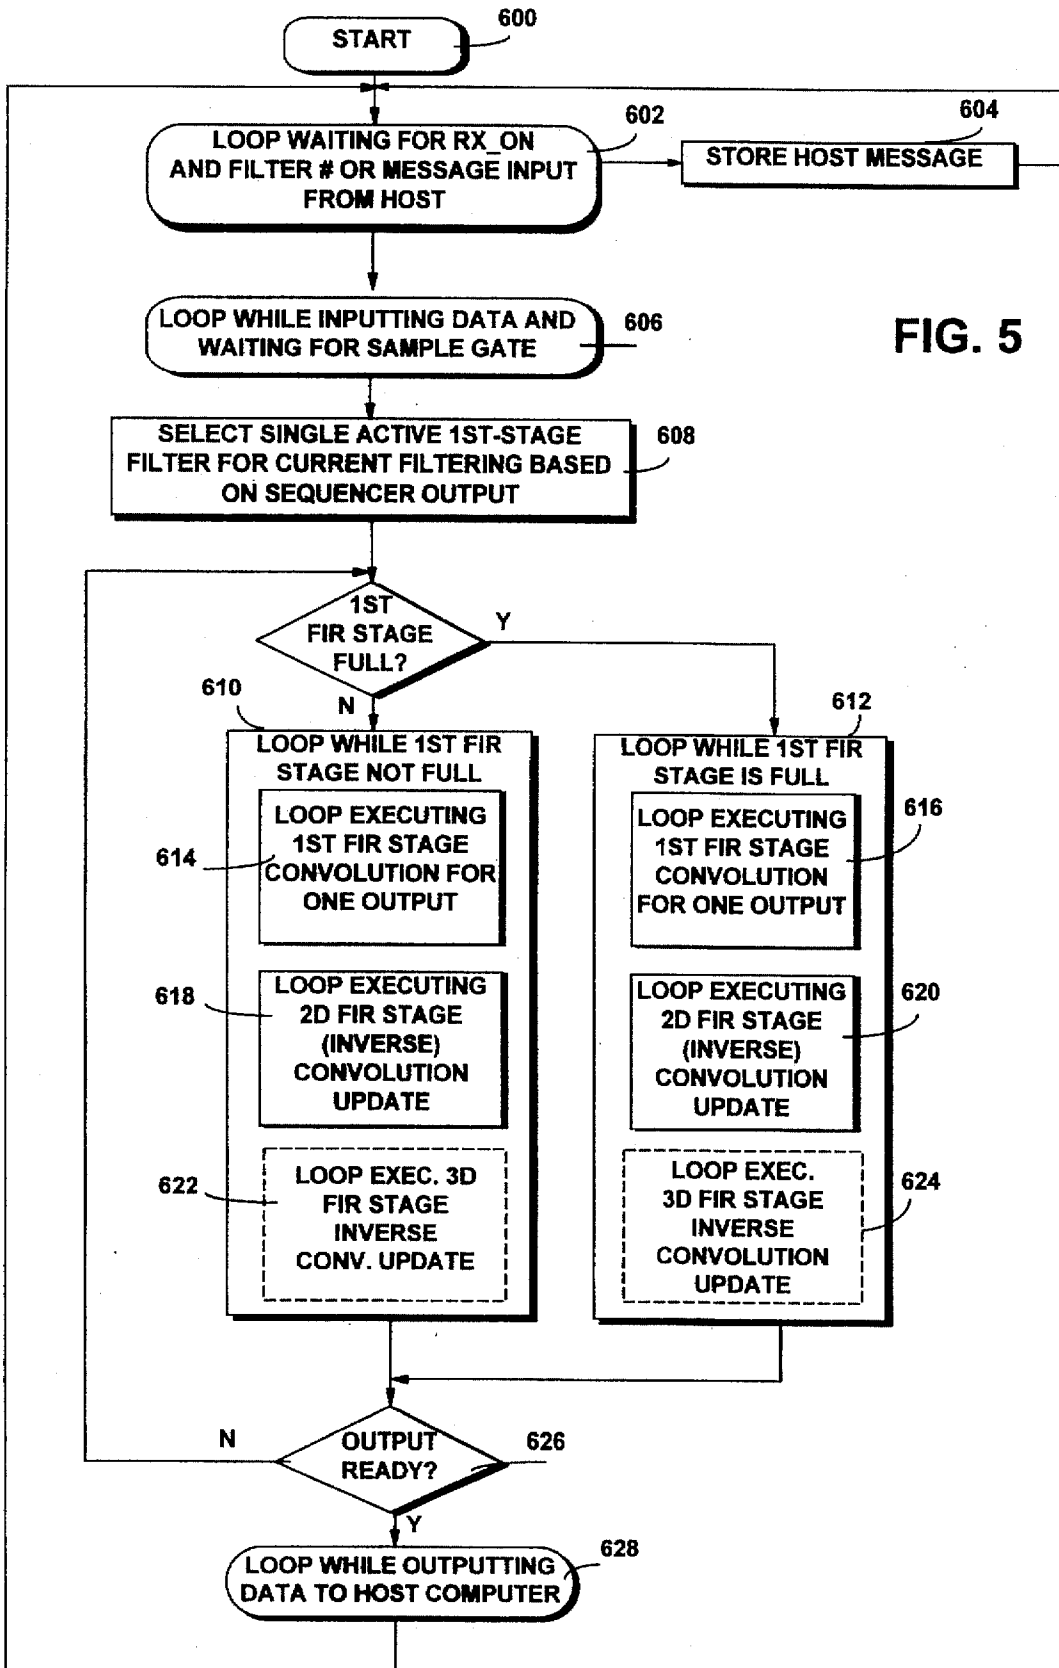 START
600
LOOP WAITING FOR RX_ON
AND FILTER # OR MESSAGE INPUT
FROM HOST
602
604
STORE HOST MESSAGE
LOOP WHILE INPUTTING DATA AND
WAITING FOR SAMPLE GATE
606
FIG. 5
SELECT SINGLE ACTIVE 1ST-STAGE
FILTER FOR CURRENT FILTERING BASED
ON SEQUENCER OUTPUT
608
1ST
FIR STAGE
FULL?
Y
N
610
LOOP WHILE 1ST FIR
STAGE NOT FULL
LOOP EXECUTING
1ST FIR STAGE
CONVOLUTION FOR
ONE OUTPUT
614
LOOP EXECUTING
2D FIR STAGE
(INVERSE)
CONVOLUTION
UPDATE
618
LOOP EXEC. 3D
FIR STAGE
INVERSE
CONV. UPDATE
622
612
LOOP WHILE 1ST FIR
STAGE IS FULL
LOOP EXECUTING
1ST FIR STAGE
CONVOLUTION
FOR ONE OUTPUT
616
LOOP EXECUTING
2D FIR STAGE
(INVERSE)
CONVOLUTION
UPDATE
620
LOOP EXEC.
3D FIR STAGE
INVERSE
CONVOLUTION
UPDATE
624
N
OUTPUT
READY?
626
Y
LOOP WHILE OUTPUTTING
DATA TO HOST COMPUTER
628